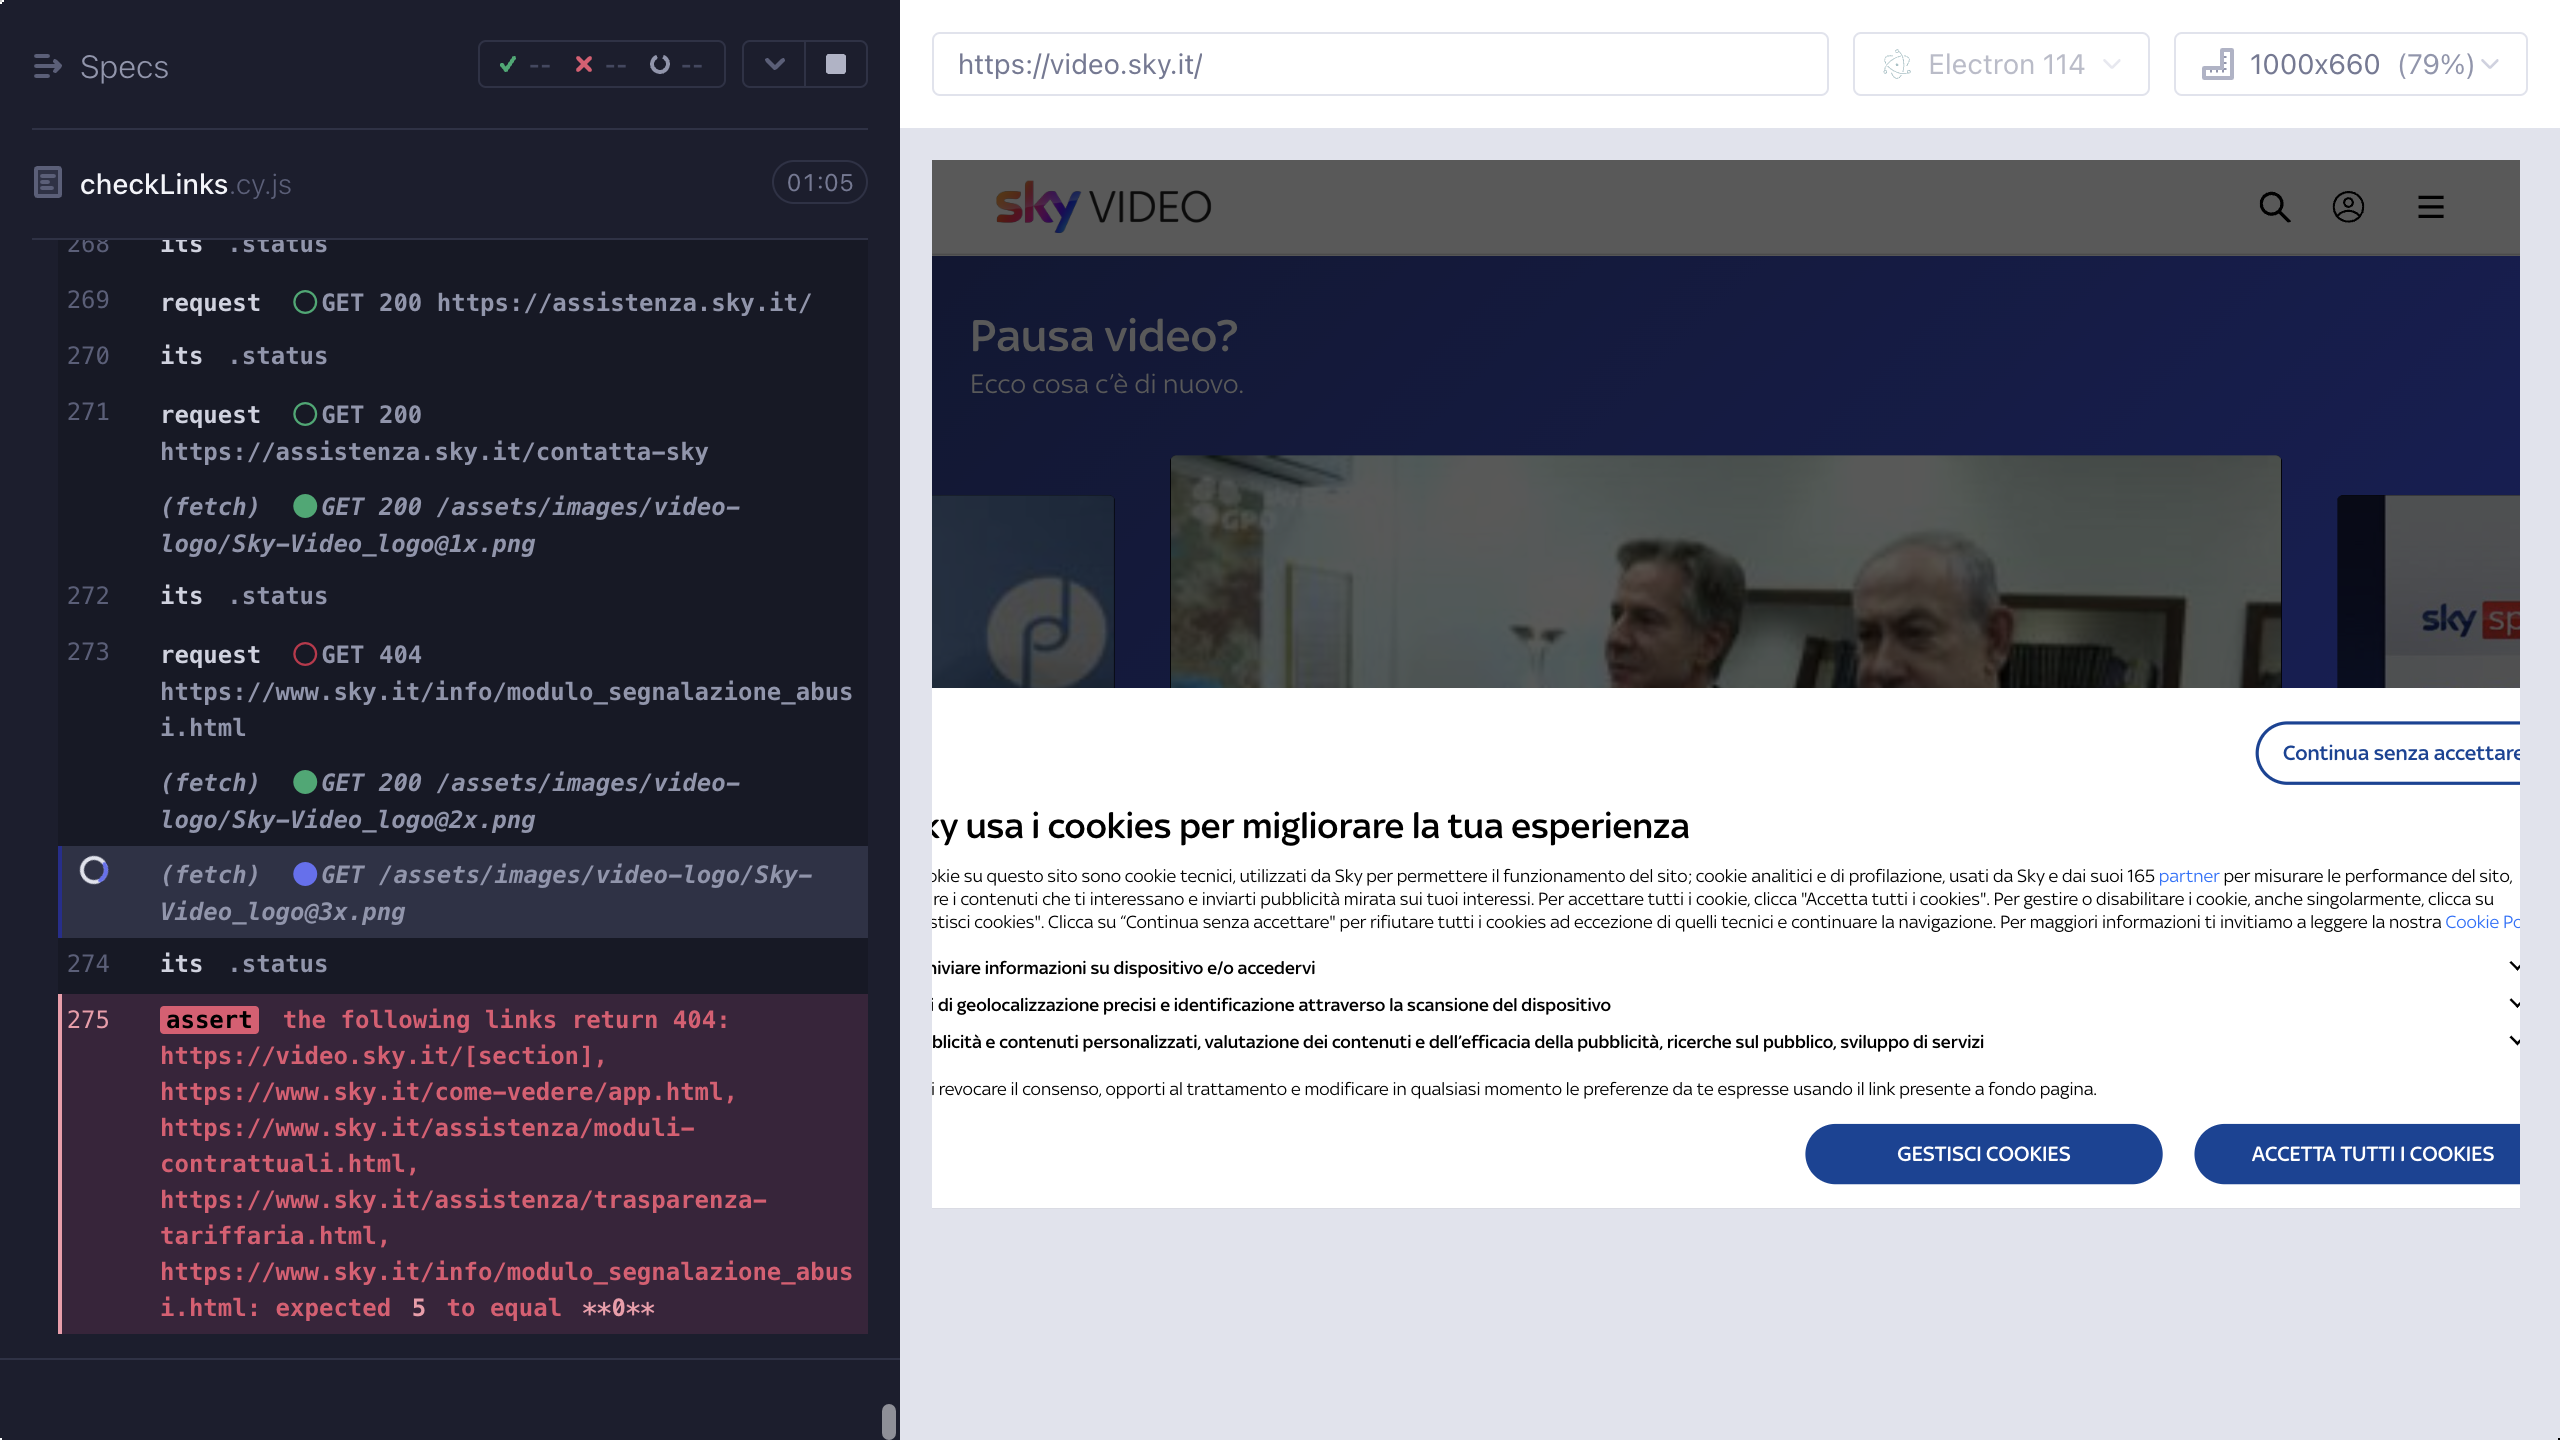 Specs
-- -- --
checkLinks.cy.js 01:05
268 its .status
269 request GET 200 https://assistenza.sky.it/
270 its .status
271 request GET 200
https://assistenza.sky.it/contatta-sky
(fetch) GET 200 /assets/images/video-
logo/Sky-Video_logo@1x.png
272 its .status
273 request GET 404
https://www.sky.it/info/modulo_segnalazione_abus
i.html
(fetch) GET 200 /assets/images/video-
logo/Sky-Video_logo@2x.png
(fetch) GET /assets/images/video-logo/Sky-
Video_logo@3x.png
274 its .status
275 assert the following links return 404:
https://video.sky.it/[section],
https://www.sky.it/come-vedere/app.html,
https://www.sky.it/assistenza/moduli-
contrattuali.html,
https://www.sky.it/assistenza/trasparenza-
tariffaria.html,
https://www.sky.it/info/modulo_segnalazione_abus
i.html: expected 5 to equal **0**
https://video.sky.it/
Electron 114
1000x660 (79%)
sky VIDEO
Pausa video?
Ecco cosa c'è di nuovo.
GPO
sky sp
Continua senza accettare
ky usa i cookies per migliorare la tua esperienza
okie su questo sito sono cookie tecnici, utilizzati da Sky per permettere il funzionamento del sito; cookie analitici e di profilazione, usati da Sky e dai suoi 165 partner per misurare le performance del sito,
re i contenuti che ti interessano e inviarti pubblicità mirata sui tuoi interessi. Per accettare tutti i cookie, clicca "Accetta tutti i cookies". Per gestire o disabilitare i cookie, anche singolarmente, clicca su
stisci cookies". Clicca su “Continua senza accettare" per rifiutare tutti i cookies ad eccezione di quelli tecnici e continuare la navigazione. Per maggiori informazioni ti invitiamo a leggere la nostra Cookie Po
hiviare informazioni su dispositivo e/o accedervi
i di geolocalizzazione precisi e identificazione attraverso la scansione del dispositivo
blicità e contenuti personalizzati, valutazione dei contenuti e dell’efficacia della pubblicità, ricerche sul pubblico, sviluppo di servizi
i revocare il consenso, opporti al trattamento e modificare in qualsiasi momento le preferenze da te espresse usando il link presente a fondo pagina.
GESTISCI COOKIES
ACCETTA TUTTI I COOKIES